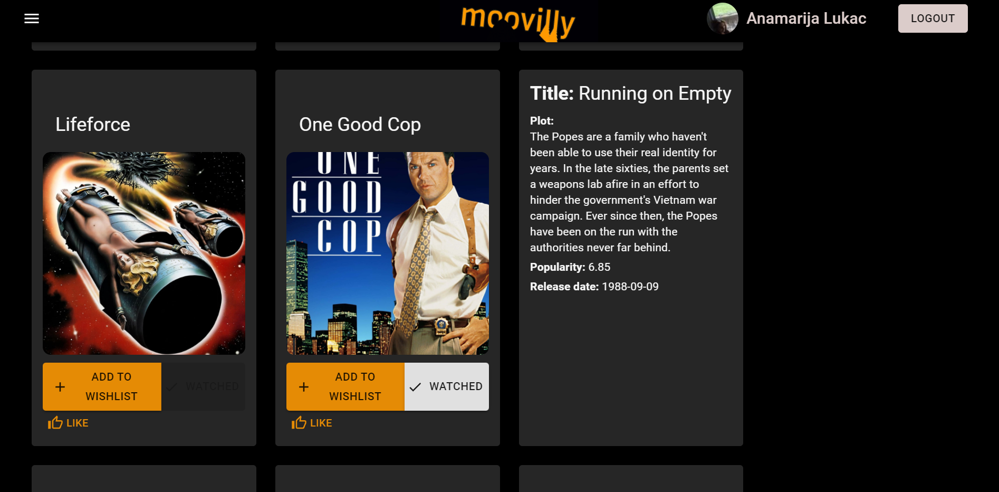 moovilly
Anamarija Lukac
LOGOUT
Lifeforce
ADD TO
WISHLIST
WATCHED
LIKE
One Good Cop
ONE
GOOD
COP
ADD TO
WISHLIST
WATCHED
LIKE
Title: Running on Empty
Plot:
The Popes are a family who haven't
been able to use their real identity for
years. In the late sixties, the parents set
a weapons lab afire in an effort to
hinder the government's Vietnam war
campaign. Ever since then, the Popes
have been on the run with the
authorities never far behind.
Popularity: 6.85
Release date: 1988-09-09